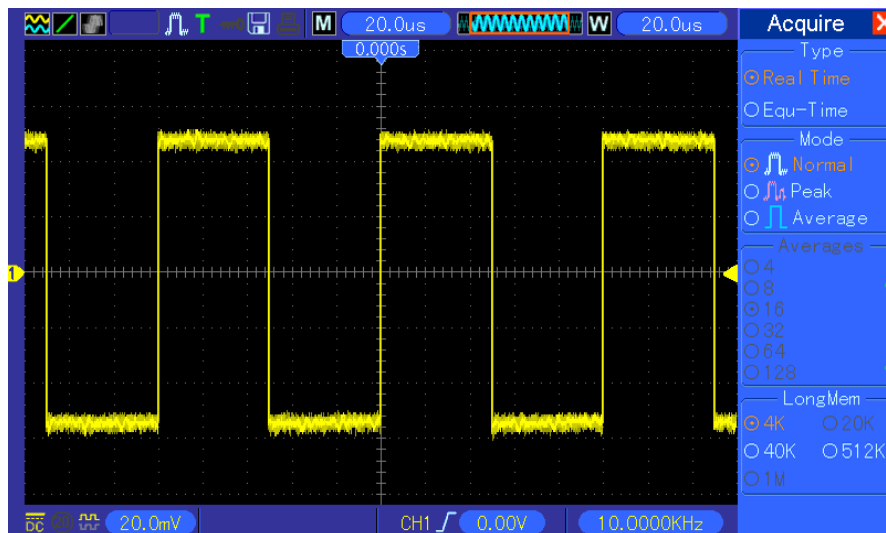 T M 20.0us W 20.0us
0.000s
1
Acquire
Type
Real Time
Equ-Time
Mode
Normal
Peak
Average
Averages
4
8
16
32
64
128
LongMem
4K 20K
40K 512K
1M
DC 20.0mV CH1 0.00V 10.0000KHz